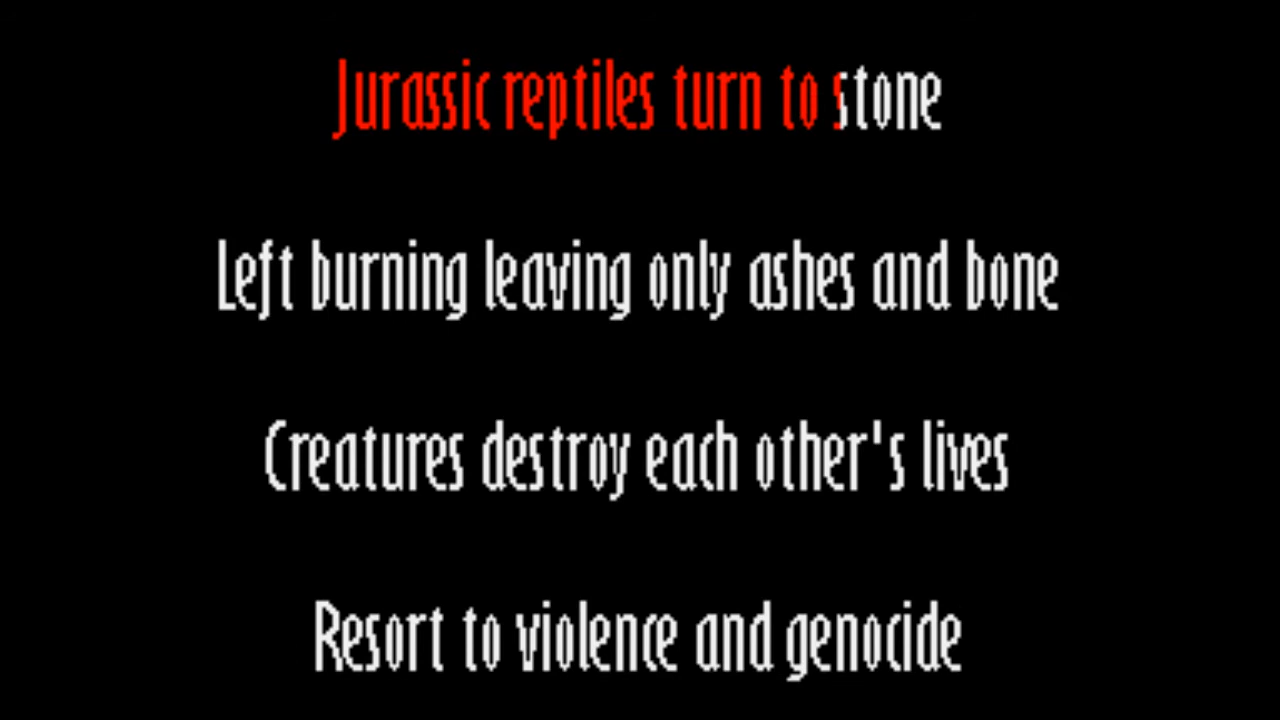 Jurassic reptiles turn to stone
Left burning leaving only ashes and bone
Creatures destroy each other's lives
Resort to violence and genocide